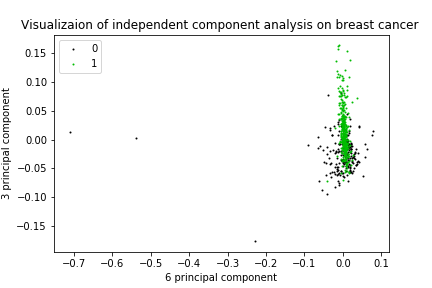 Visualizaion of independent component analysis on breast cancer
0
1
0.15
0.10
0.05
0.00
−0.05
−0.10
−0.15
3 principal component
−0.7 −0.6 −0.5 −0.4 −0.3 −0.2 −0.1 0.0 0.1
6 principal component